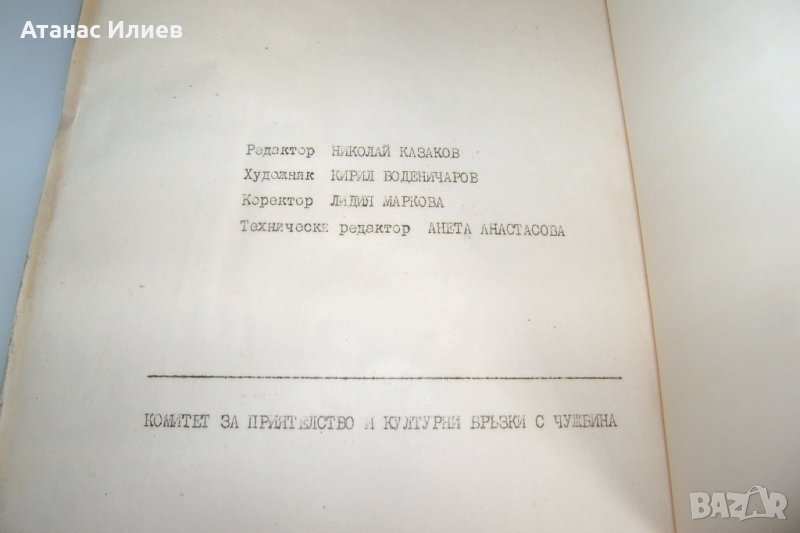 Атанас Илиев
Редактор НИКОЛАЙ КАЗАКОВ
Художник КИРИЛ ВОДЕНИЧАРОВ
Коректор ЛИДИЯ МАРКОВА
Технически редактор АНЕТА АНАСТАСОВА
КОМИТЕТ ЗА ПРИЯТЕЛСТВО И КУЛТУРНИ ВРЪЗКИ С ЧУЖБИНА
BAZAR